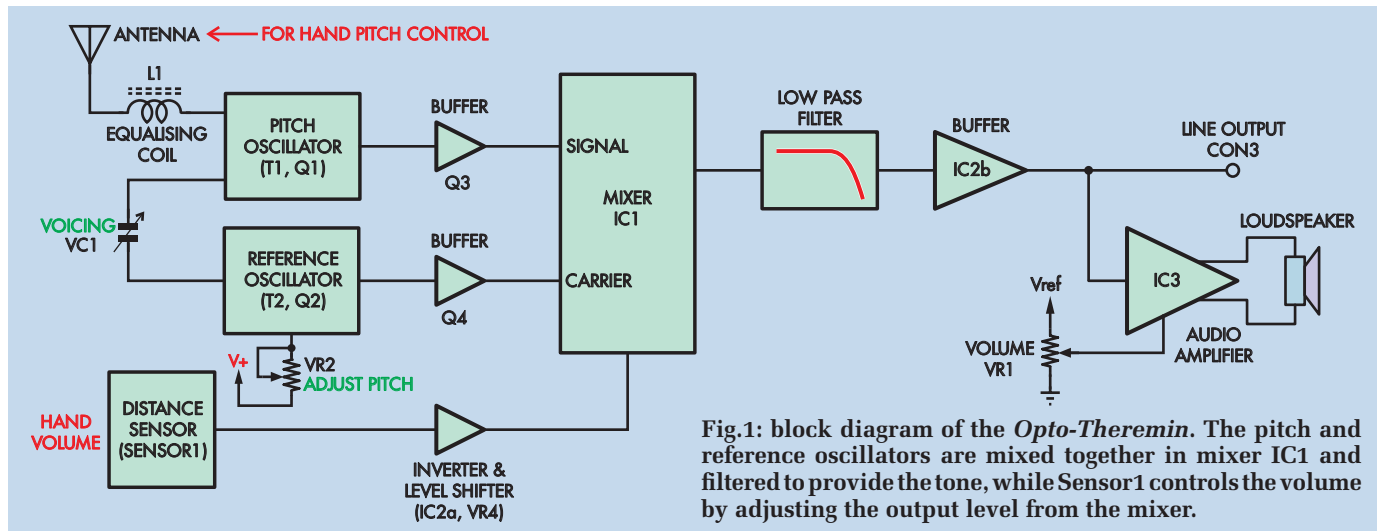 ANTENNA
FOR HAND PITCH CONTROL
L1
EQUALISING
COIL
PITCH
OSCILLATOR
(T1, Q1)
BUFFER
Q3
VOICING
VC1
REFERENCE
OSCILLATOR
(T2, Q2)
BUFFER
Q4
V+
VR2
ADJUST PITCH
HAND
VOLUME
DISTANCE
SENSOR
(SENSOR1)
INVERTER &
LEVEL SHIFTER
(IC2a, VR4)
SIGNAL
MIXER
IC1
CARRIER
LOW PASS
FILTER
BUFFER
IC2b
LINE OUTPUT
CON3
LOUDSPEAKER
IC3
AUDIO
AMPLIFIER
Vref
VOLUME
VR1
Fig.1: block diagram of the Opto-Theremin. The pitch and
reference oscillators are mixed together in mixer IC1 and
filtered to provide the tone, while Sensor1 controls the volume
by adjusting the output level from the mixer.